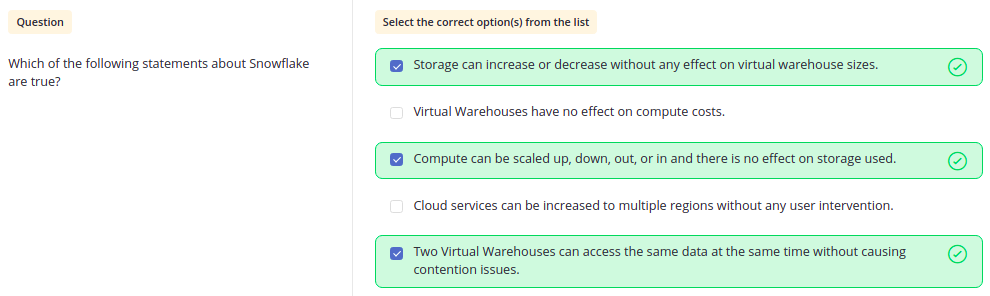 Question
Which of the following statements about Snowflake
are true?
Select the correct option(s) from the list
Storage can increase or decrease without any effect on virtual warehouse sizes.
Virtual Warehouses have no effect on compute costs.
Compute can be scaled up, down, out, or in and there is no effect on storage used.
Cloud services can be increased to multiple regions without any user intervention.
Two Virtual Warehouses can access the same data at the same time without causing
contention issues.